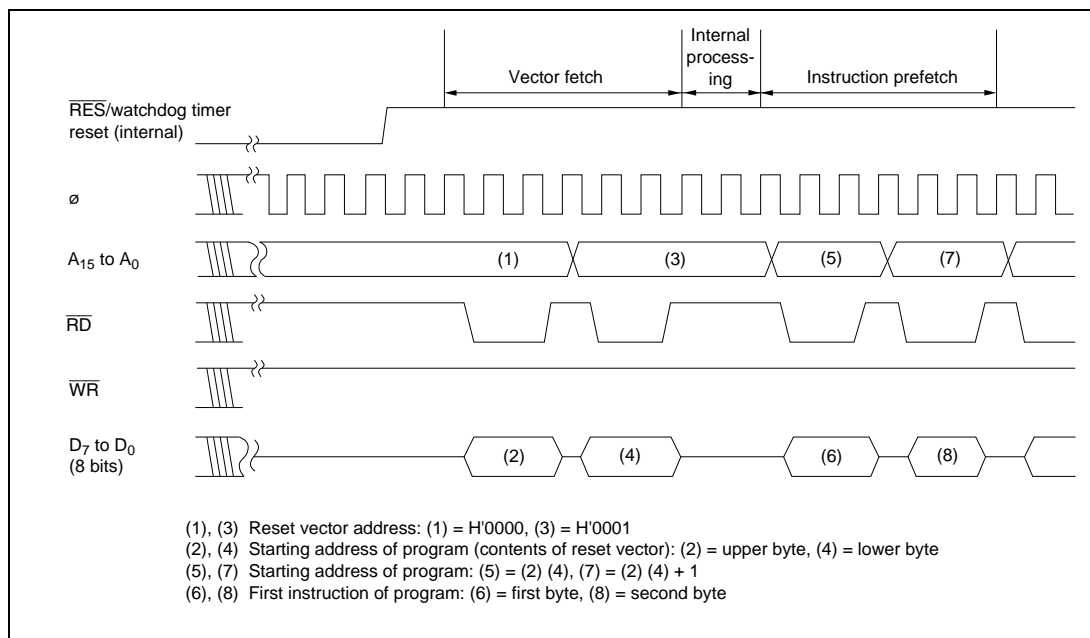 Internal
process-
ing
Vector fetch
Instruction prefetch
RES/watchdog timer
reset (internal)
ø
A15 to A0
(1)
(3)
(5)
(7)
RD
WR
D7 to D0
(8 bits)
(2)
(4)
(6)
(8)
(1), (3) Reset vector address: (1) = H'0000, (3) = H'0001
(2), (4) Starting address of program (contents of reset vector): (2) = upper byte, (4) = lower byte
(5), (7) Starting address of program: (5) = (2) (4), (7) = (2) (4) + 1
(6), (8) First instruction of program: (6) = first byte, (8) = second byte